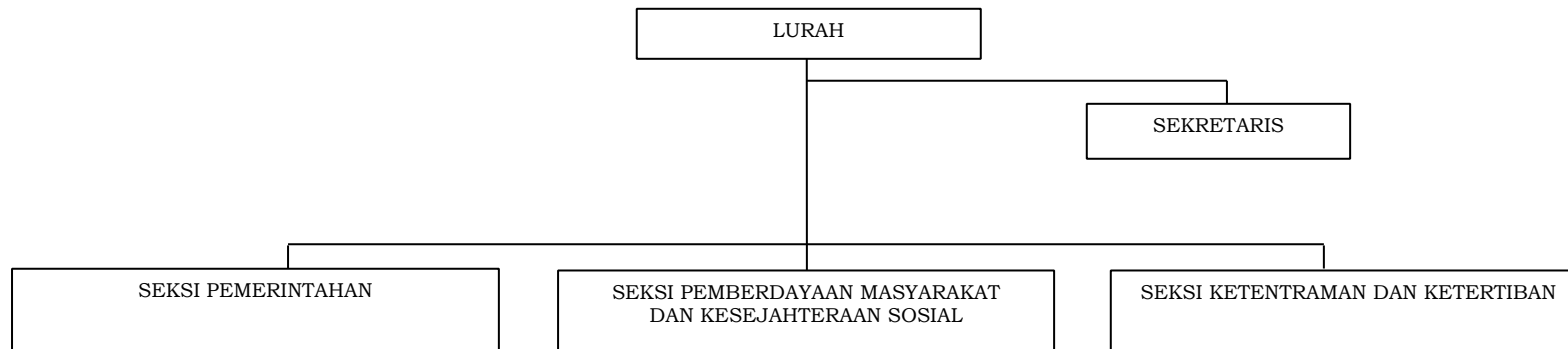 LURAH
SEKRETARIS
SEKSI PEMERINTAHAN
SEKSI PEMBERDAYAAN MASYARAKAT
DAN KESEJAHTERAAN SOSIAL
SEKSI KETENTRAMAN DAN KETERTIBAN